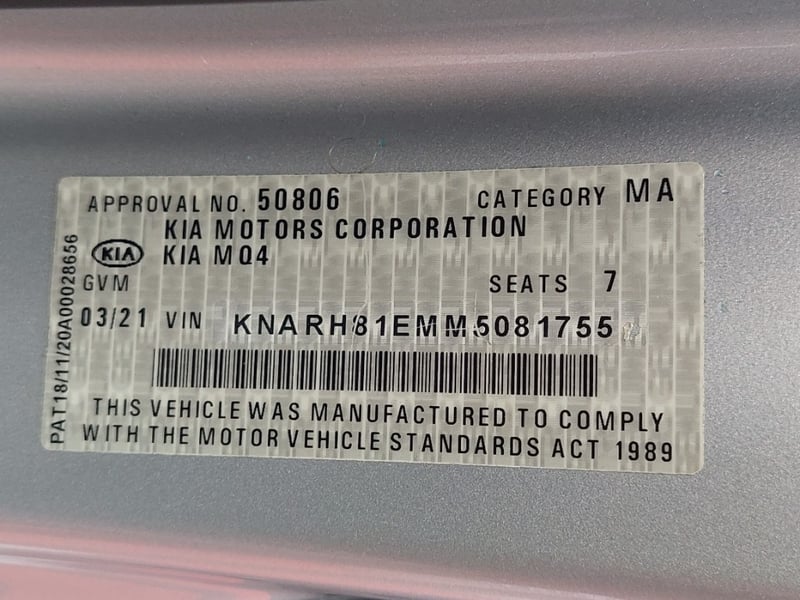 APPROVAL NO. 50806 CATEGORY MA
KIA MOTORS CORPORATION
KIA KIA MQ4
GVM SEATS 7
03/21 VIN KNARH81EMM5081755
THIS VEHICLE WAS MANUFACTURED TO COMPLY
WITH THE MOTOR VEHICLE STANDARDS ACT 1989
PAT18/11/20A00028656